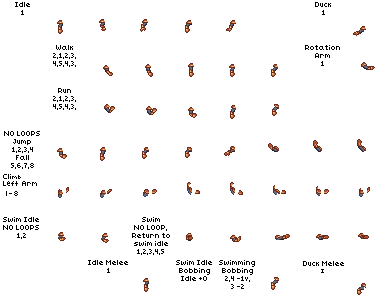 Idle
1
Duck
1
Walk
2,1,2,3,
4,5,4,3,
Rotation
Arm
1
Run
2,1,2,3,
4,5,4,3,
NO LOOPS
Jump
1,2,3,4
Fall
5,6,7,8
Climb
Left Arm
1-8
Swim Idle
NO LOOPS
1,2
Swim
NO LOOP,
Return to
swim idle
1,2,3,4,5
Idle Melee
1
Swim Idle
Bobbing
Idle +0
Swimming
Bobbing
2,4 -1v,
3 -2
Duck Melee
1